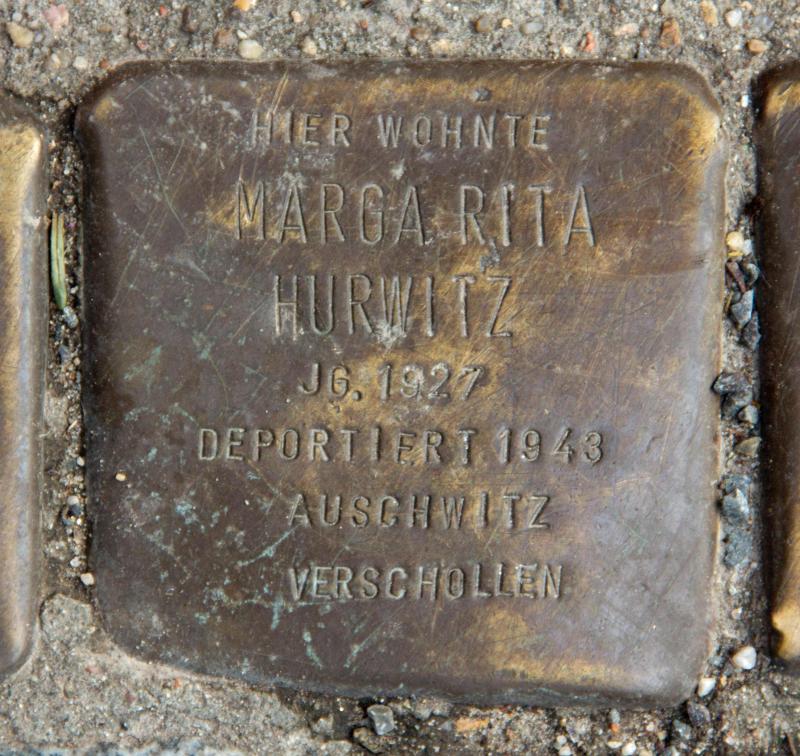 HIER WOHNTE
MARGA RITA
HURWITZ
JG. 1927
DEPORTIERT 1943
AUSCHWITZ
VERSCHOLLEN